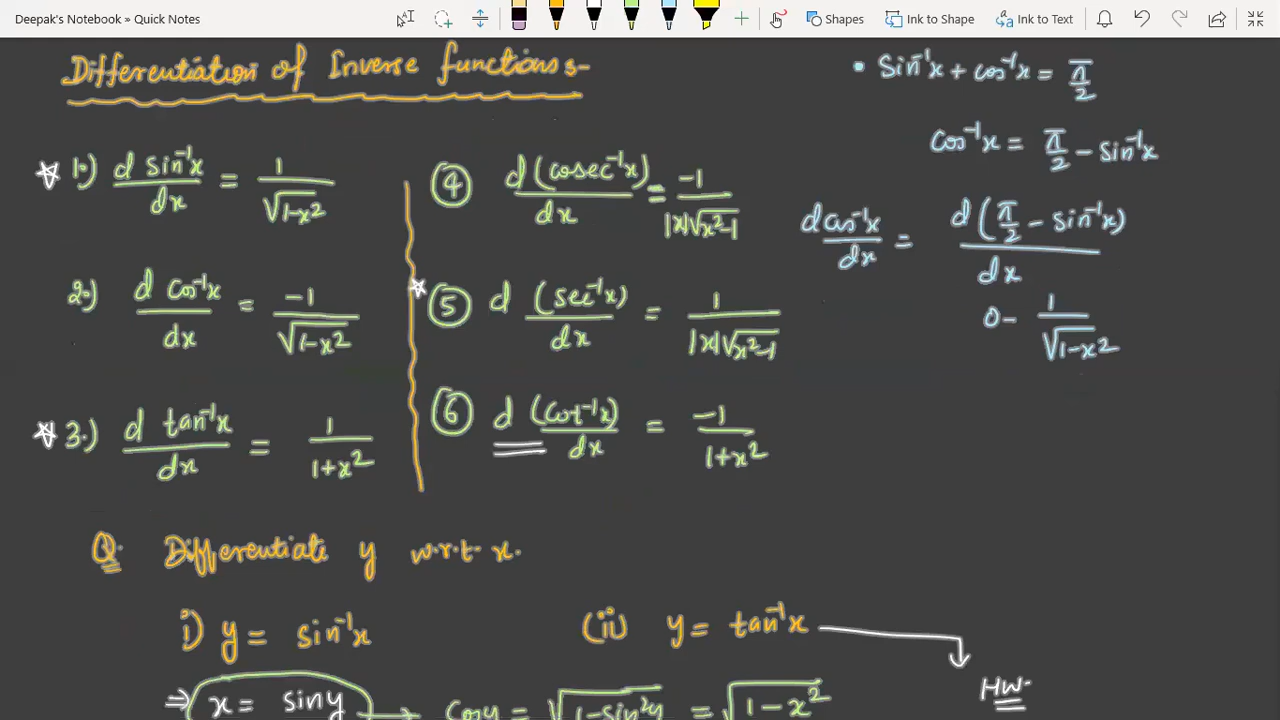 Deepak's Notebook » Quick Notes
Shapes
Ink to Shape
Ink to Text
Differentiation of Inverse functions:-
☆ 1.) d sin⁻¹x / dx = 1 / √(1-x²)
2.) d cos⁻¹x / dx = -1 / √(1-x²)
☆ 3.) d tan⁻¹x / dx = 1 / 1+x²
④ d (cosec⁻¹x) / dx = -1 / |x|√(x²-1)
☆ ⑤ d (sec⁻¹x) / dx = 1 / |x|√(x²-1)
⑥ d (cot⁻¹x) / dx = -1 / 1+x²
• sin⁻¹x + cos⁻¹x = π/2
cos⁻¹x = π/2 - sin⁻¹x
d cos⁻¹x / dx = d (π/2 - sin⁻¹x) / dx
0 - 1 / √(1-x²)
Q. Differentiate y w.r.t. x.
i) y = sin⁻¹x
(ii) y = tan⁻¹x
HW.
⇒ x = siny → cosy = √(1-sin²y) = √(1-x²)